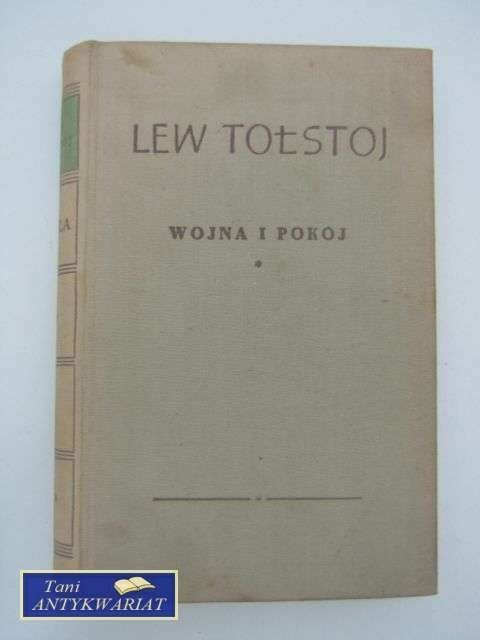 LEW TOŁSTOJ
WOJNA I POKOJ
*
Tani
ANTYKWARIAT